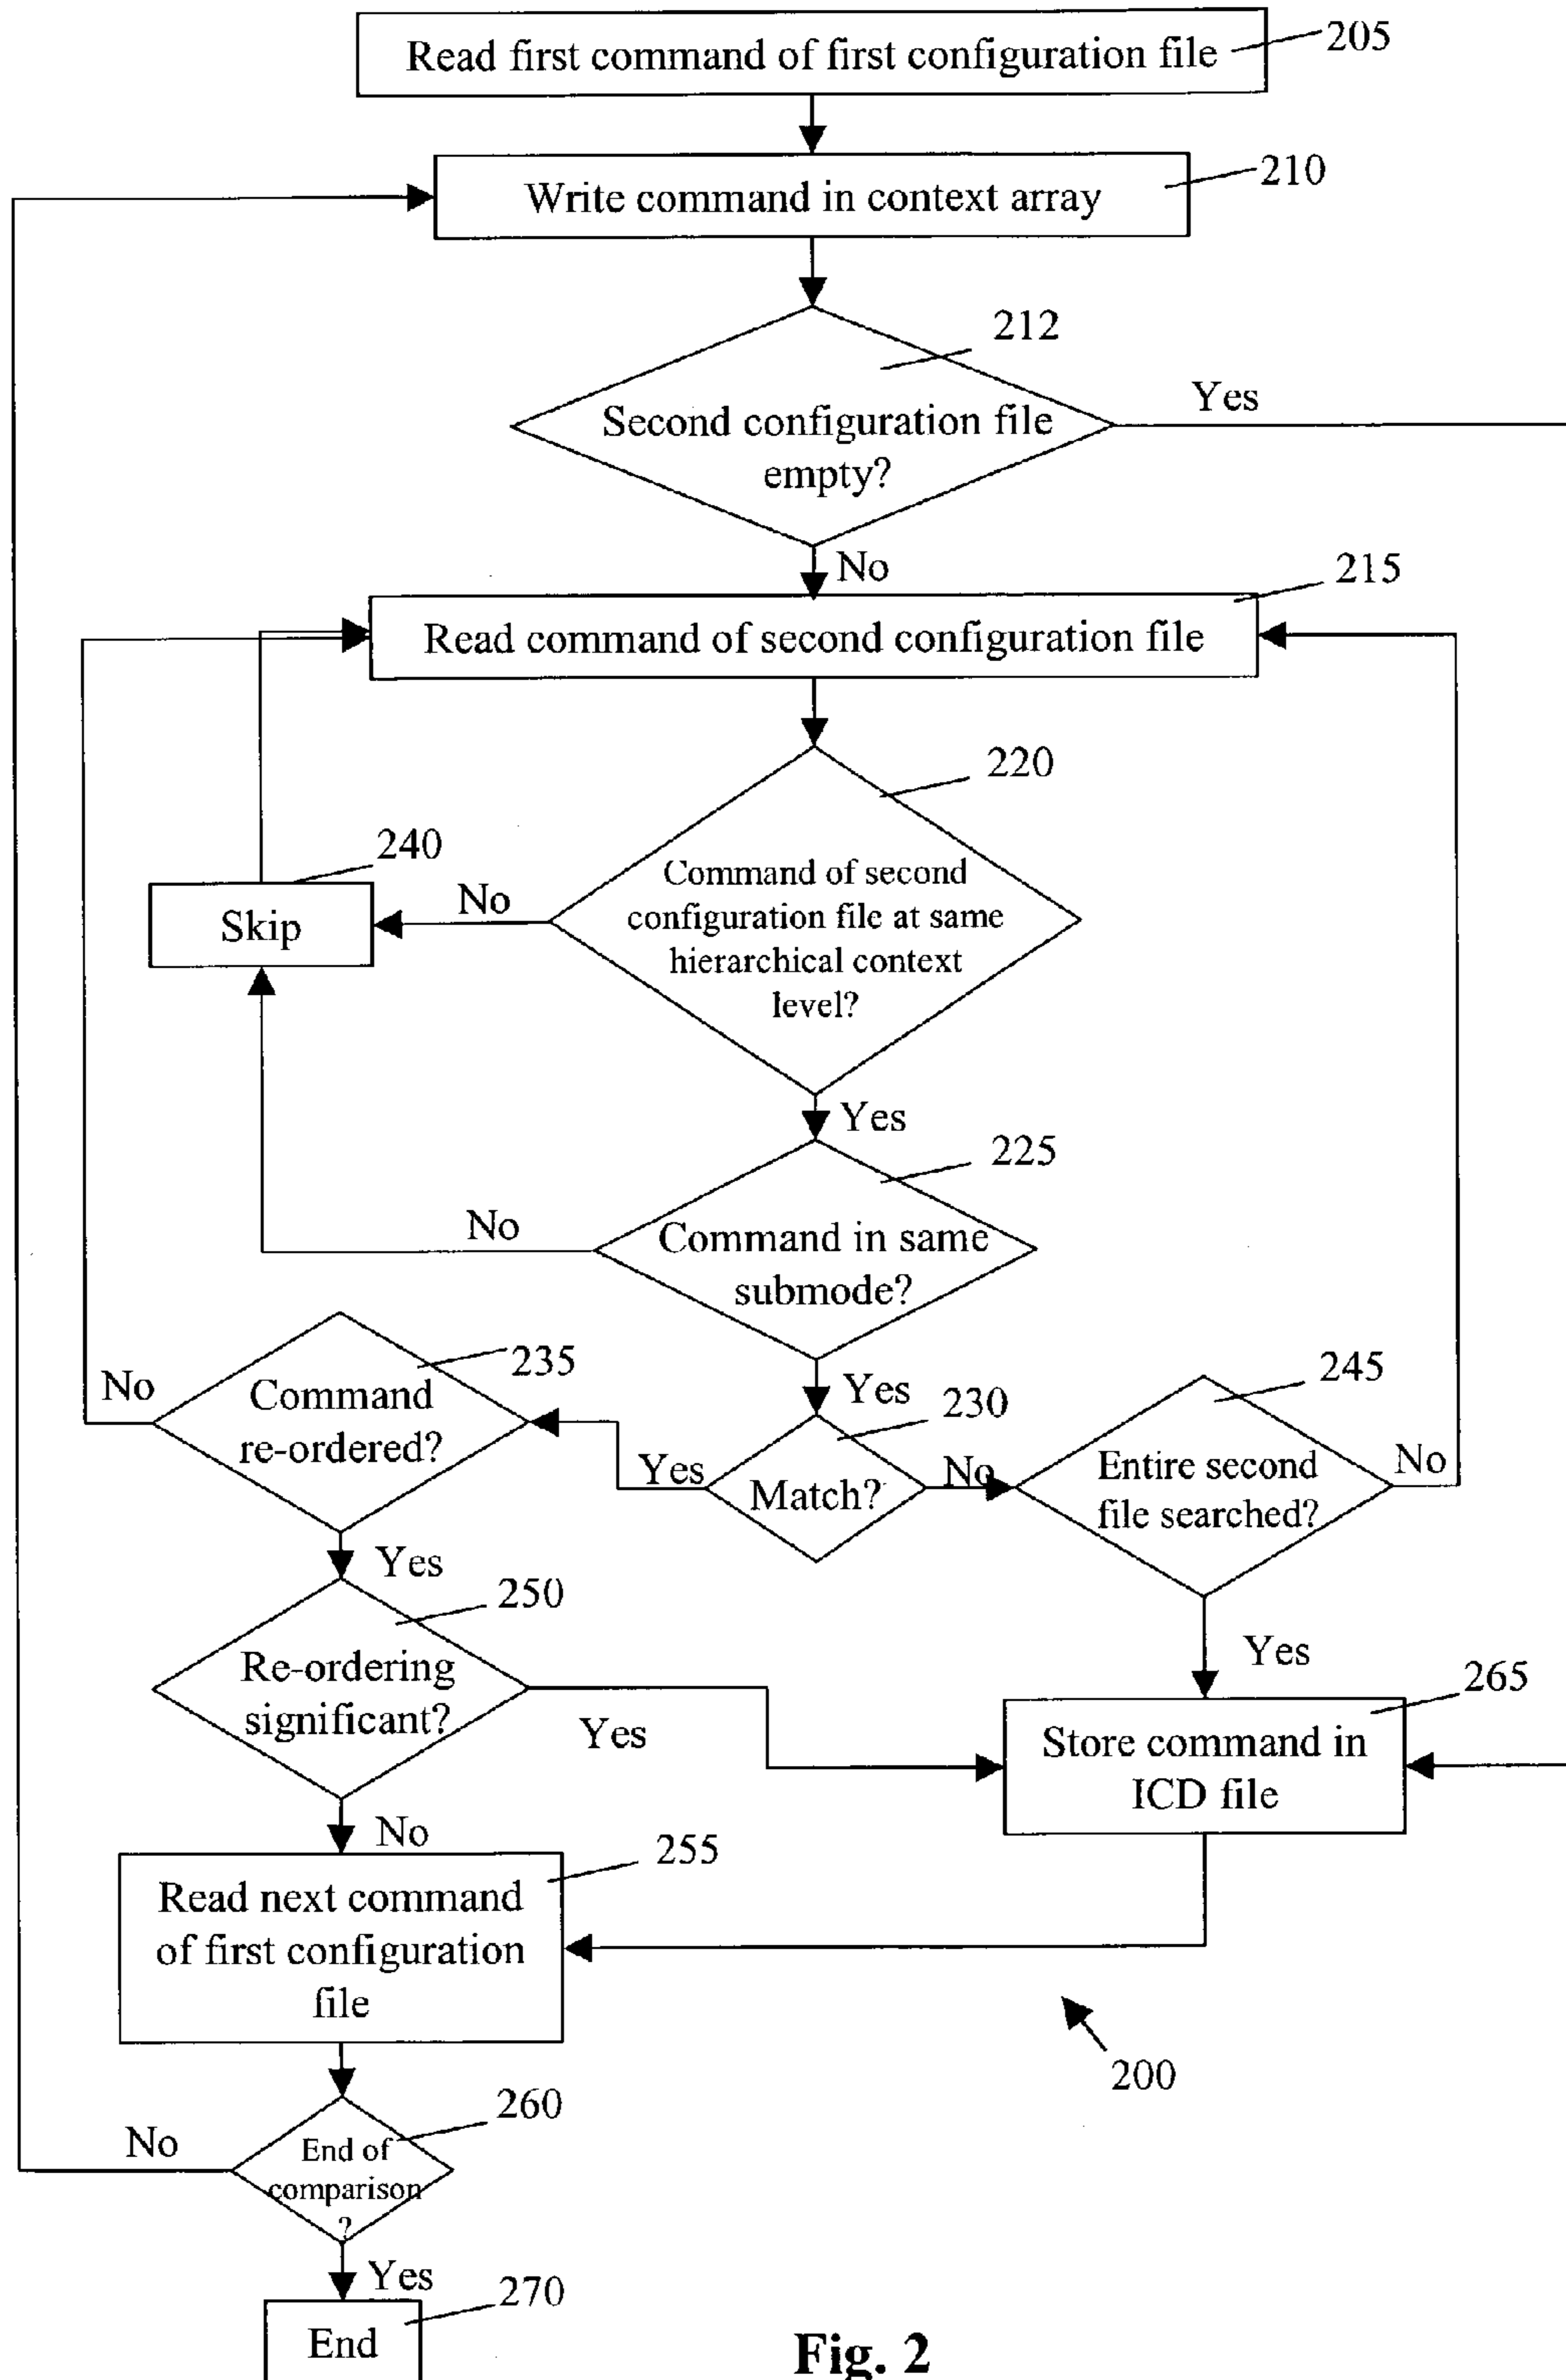 Read first command of first configuration file
205
Write command in context array
210
212
Second configuration file
empty?
Yes
No
Read command of second configuration file
215
220
Command of second
configuration file at same
hierarchical context
level?
No
240
Skip
Yes
225
Command in same
submode?
No
Yes
235
Command
re-ordered?
No
Yes
230
Match?
Yes
No
245
Entire second
file searched?
No
Yes
250
Re-ordering
significant?
Yes
No
265
Store command in
ICD file
255
Read next command
of first configuration
file
200
260
End of
comparison
?
No
Yes
270
End
Fig. 2